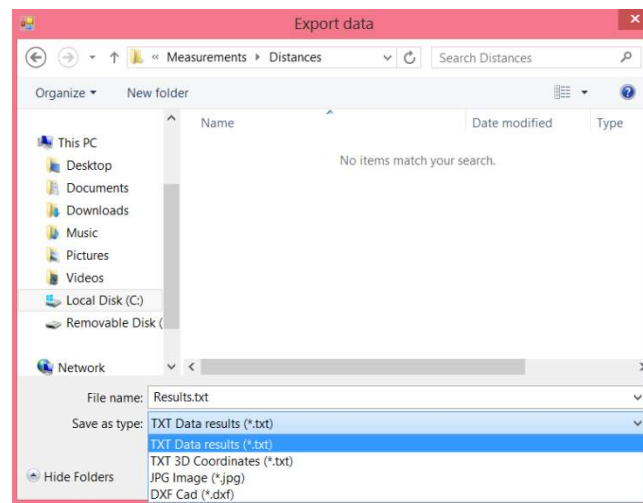 Export data
« Measurements Distances
Search Distances
Organize
New folder
Name
Date modified
Type
No items match your search.
This PC
Desktop
Documents
Downloads
Music
Pictures
Videos
Local Disk (C:)
Removable Disk (
Network
File name: Results.txt
Save as type: TXT Data results (*.txt)
TXT Data results (*.txt)
TXT 3D Coordinates (*.txt)
JPG Image (*.jpg)
DXF Cad (*.dxf)
Hide Folders